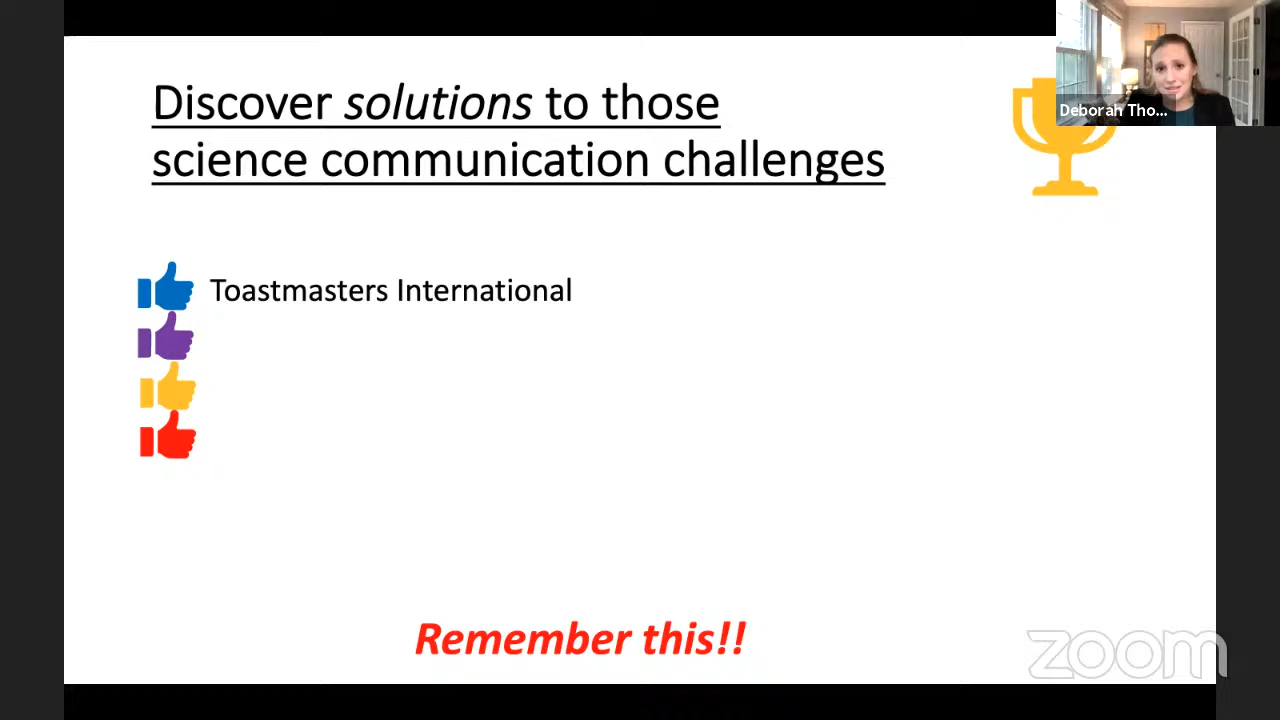 Discover solutions to those
science communication challenges
Deborah Tho...
Toastmasters International
Remember this!!
zoom